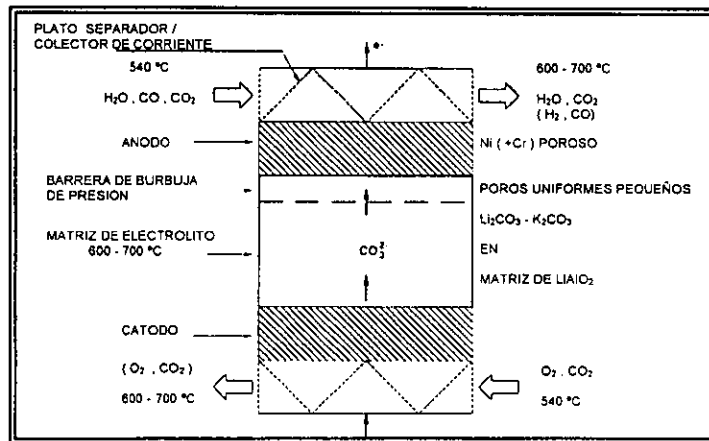 PLATO SEPARADOR /
COLECTOR DE CORRIENTE
e-
540 °C
600 - 700 °C
H₂O , CO , CO₂
H₂O , CO₂
( H₂ , CO )
ANODO
Ni ( +Cr ) POROSO
BARRERA DE BURBUJA
DE PRESION
POROS UNIFORMES PEQUEÑOS
Li₂CO₃ - K₂CO₃
MATRIZ DE ELECTROLITO
600 - 700 °C
CO₃²⁻
EN
MATRIZ DE LIAIO₂
CATODO
( O₂ , CO₂ )
O₂ , CO₂
600 - 700 °C
540 °C